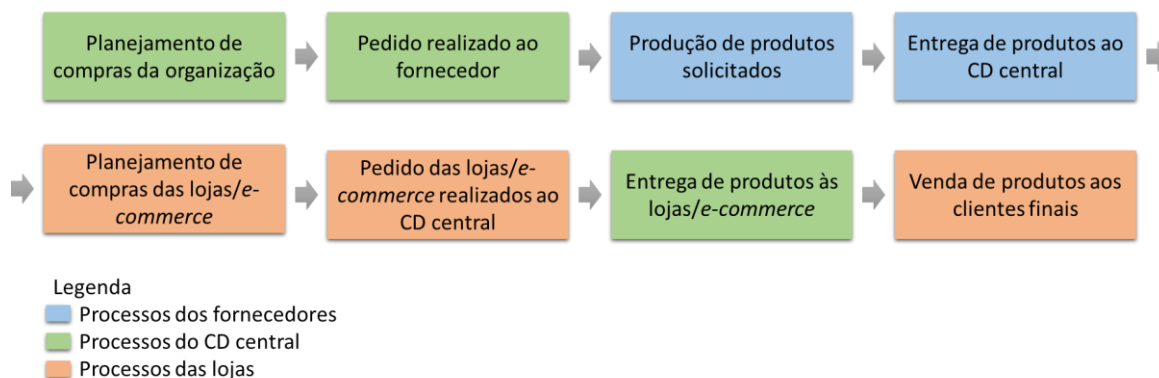 Planejamento de
compras da organização
Pedido realizado ao
fornecedor
Produção de produtos
solicitados
Entrega de produtos ao
CD central
Planejamento de
compras das lojas/e-
commerce
Pedido das lojas/e-
commerce realizados ao
CD central
Entrega de produtos às
lojas/e-commerce
Venda de produtos aos
clientes finais
Legenda
Processos dos fornecedores
Processos do CD central
Processos das lojas